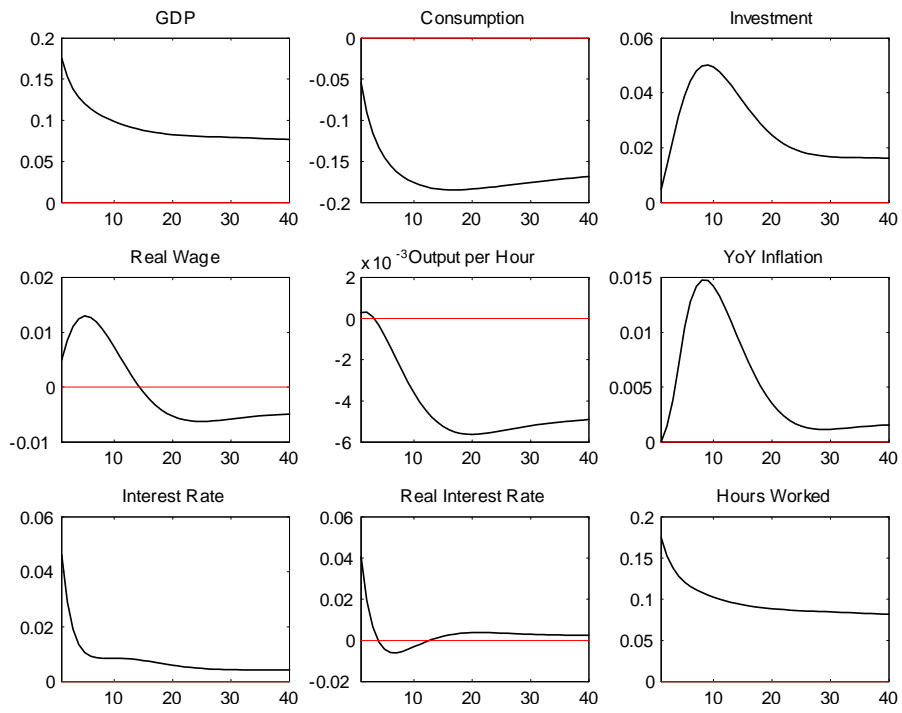 GDP
Consumption
Investment
0.2
0.15
0.1
0.05
0
10 20 30 40
0
-0.05
-0.1
-0.15
-0.2
10 20 30 40
0.06
0.04
0.02
0
10 20 30 40
Real Wage
x 10 -3 Output per Hour
YoY Inflation
0.02
0.01
0
-0.01
10 20 30 40
2
0
-2
-4
-6
10 20 30 40
0.015
0.01
0.005
0
10 20 30 40
Interest Rate
Real Interest Rate
Hours Worked
0.06
0.04
0.02
0
10 20 30 40
0.06
0.04
0.02
0
-0.02
10 20 30 40
0.2
0.15
0.1
0.05
0
10 20 30 40